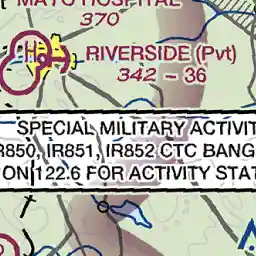 MAYO HOSPITAL
370
RIVERSIDE (Pvt)
342 - 36
SPECIAL MILITARY ACTIVIT
R850, IR851, IR852 CTC BANG
ON 122.6 FOR ACTIVITY STAT